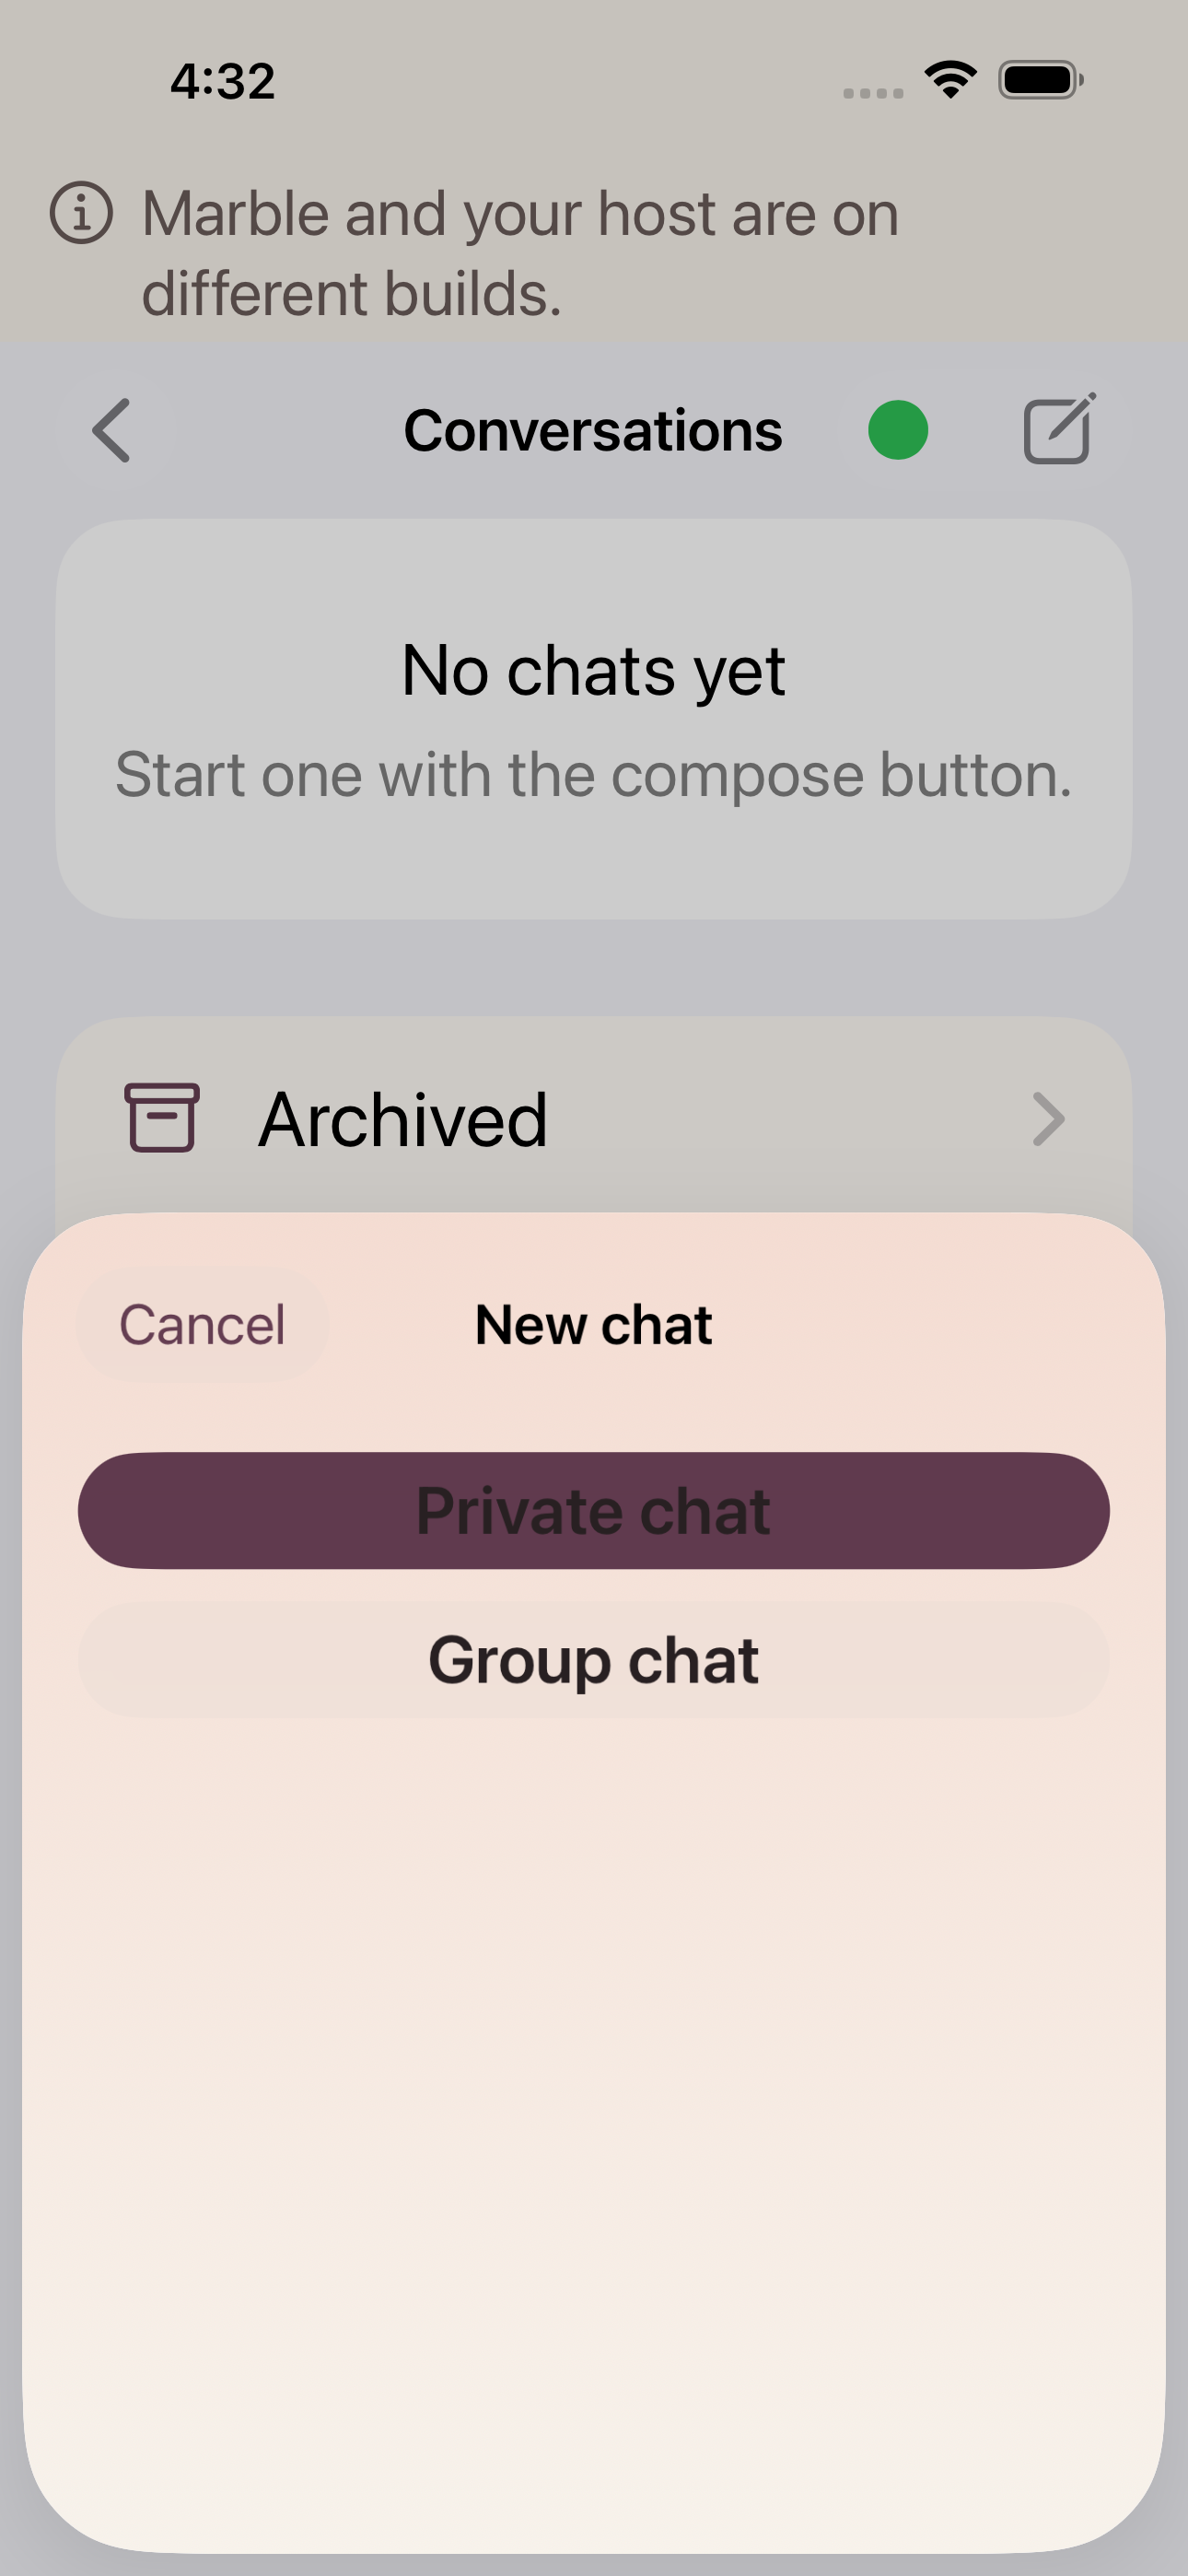 4:32
Marble and your host are on
different builds.
Conversations
No chats yet
Start one with the compose button.
Archived
Cancel
New chat
Private chat
Group chat